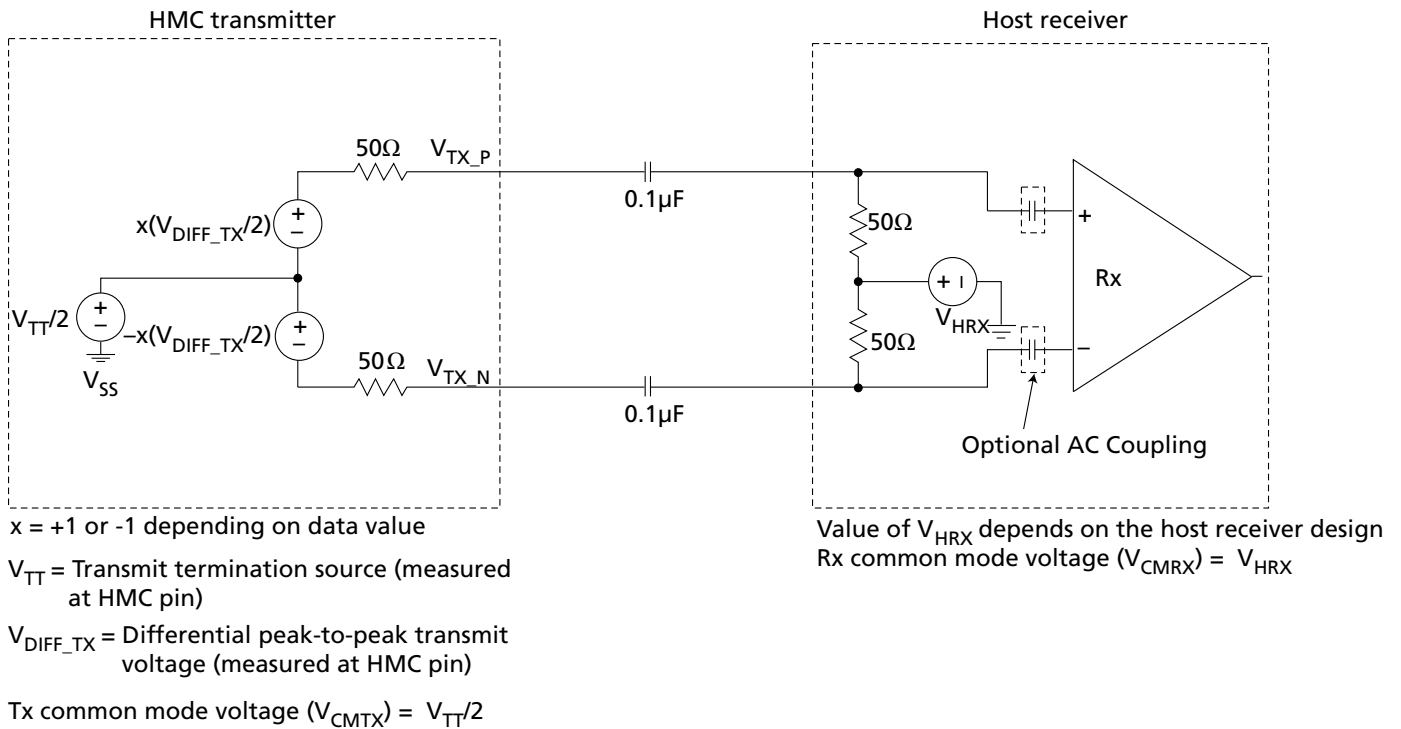 HMC transmitter
Host receiver
50Ω
V_TX_P
0.1µF
x(V_DIFF_TX/2)
+
–
50Ω
+
Rx
V_TT/2
+
–
–x(V_DIFF_TX/2)
+
–
+ I
V_HRX
50Ω
–
V_SS
50Ω
V_TX_N
0.1µF
Optional AC Coupling
x = +1 or -1 depending on data value
V_TT = Transmit termination source (measured
at HMC pin)
V_DIFF_TX = Differential peak-to-peak transmit
voltage (measured at HMC pin)
Tx common mode voltage (V_CMTX) = V_TT/2
Value of V_HRX depends on the host receiver design
Rx common mode voltage (V_CMRX) = V_HRX